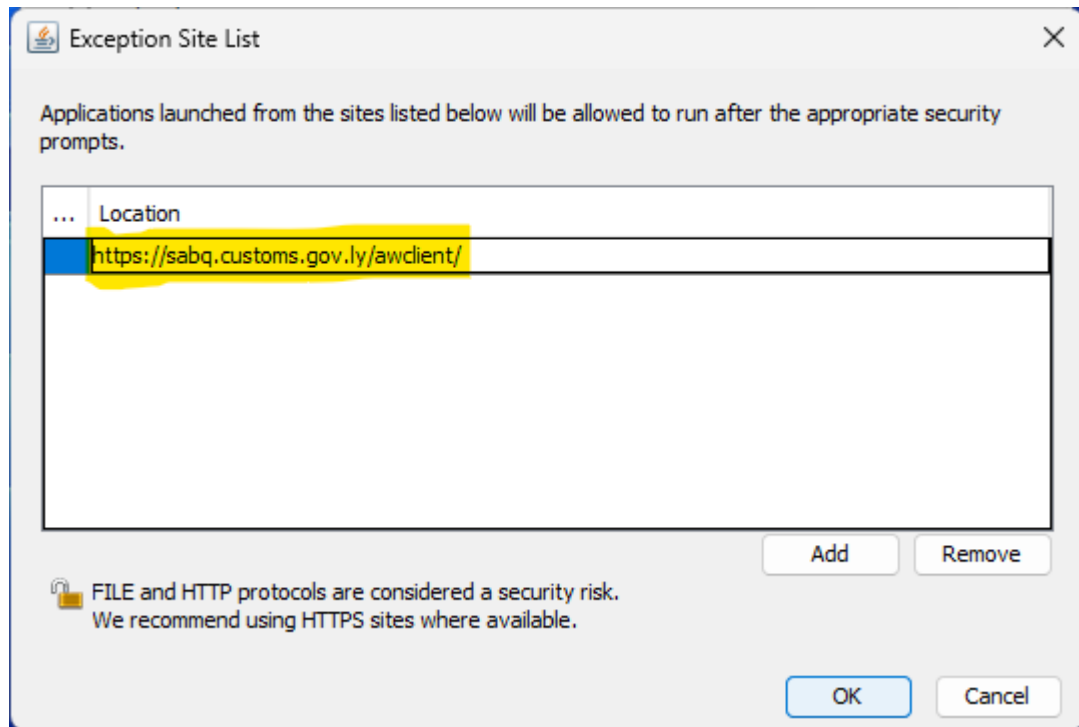 Exception Site List
Applications launched from the sites listed below will be allowed to run after the appropriate security
prompts.
... Location
https://sabq.customs.gov.ly/awclient/
Add Remove
FILE and HTTP protocols are considered a security risk.
We recommend using HTTPS sites where available.
OK Cancel